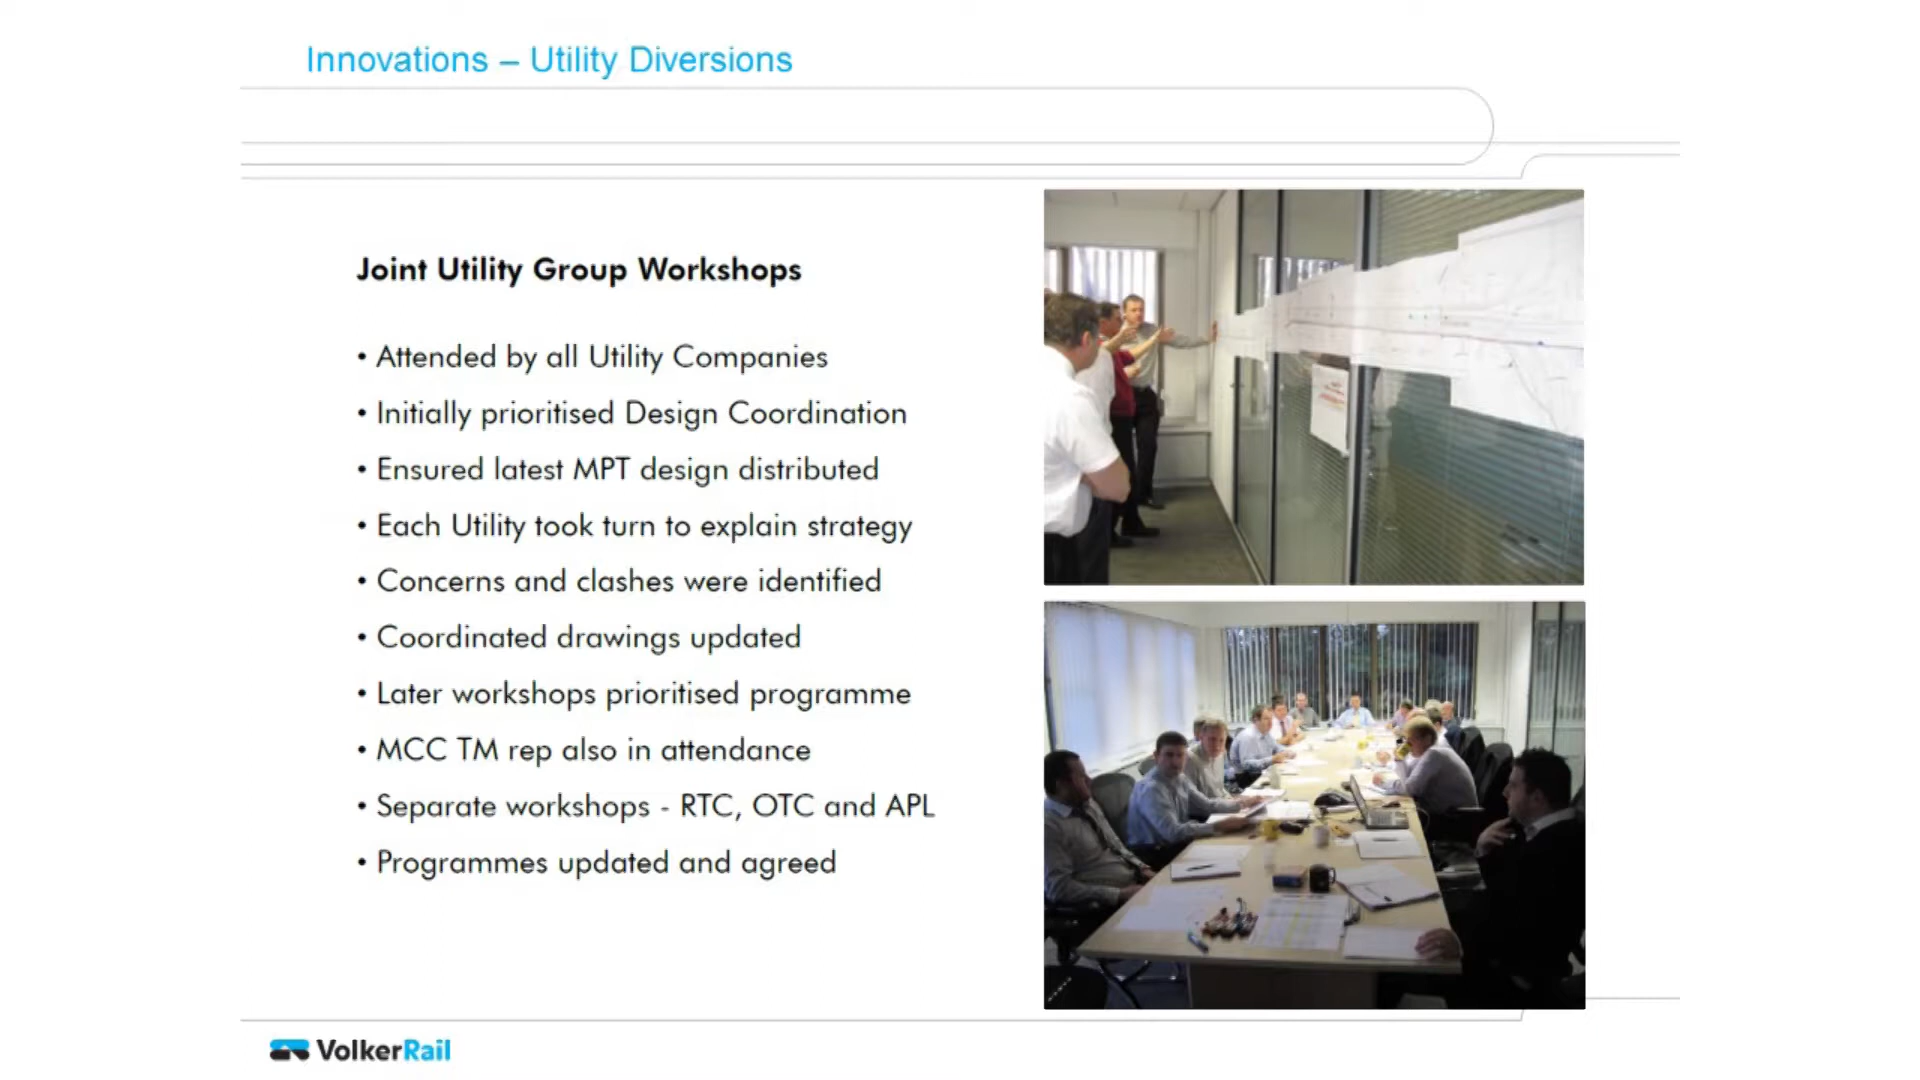 Innovations – Utility Diversions
Joint Utility Group Workshops
• Attended by all Utility Companies
• Initially prioritised Design Coordination
• Ensured latest MPT design distributed
• Each Utility took turn to explain strategy
• Concerns and clashes were identified
• Coordinated drawings updated
• Later workshops prioritised programme
• MCC TM rep also in attendance
• Separate workshops - RTC, OTC and APL
• Programmes updated and agreed
VolkerRail